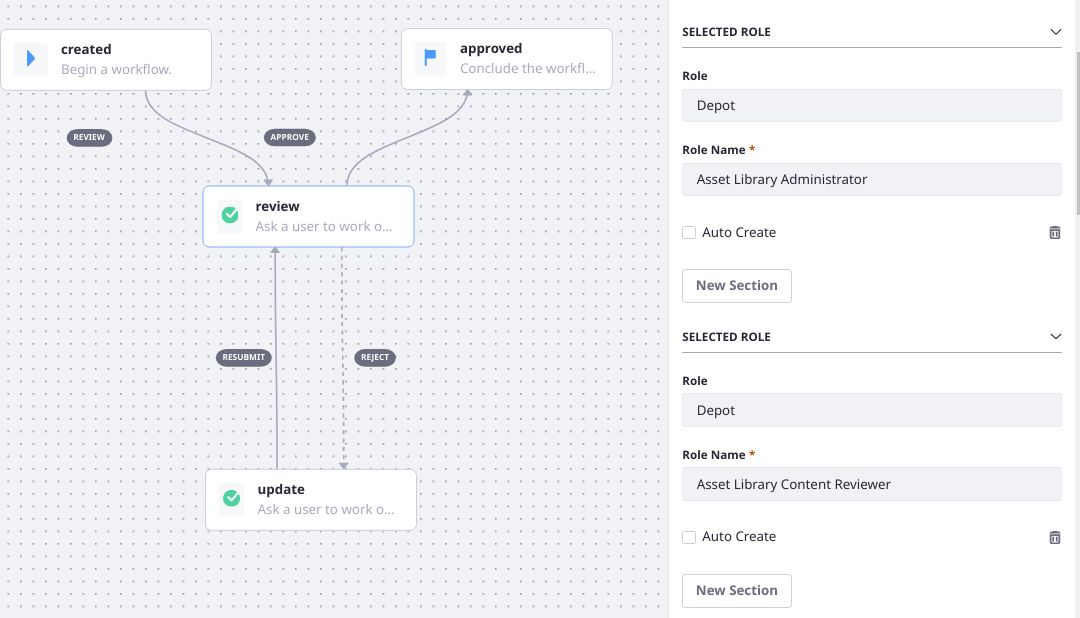 created
Begin a workflow.
approved
Conclude the workfl...
REVIEW
APPROVE
review
Ask a user to work o...
RESUBMIT
REJECT
update
Ask a user to work o...
SELECTED ROLE
Role
Depot
Role Name *
Asset Library Administrator
Auto Create
New Section
SELECTED ROLE
Role
Depot
Role Name *
Asset Library Content Reviewer
Auto Create
New Section